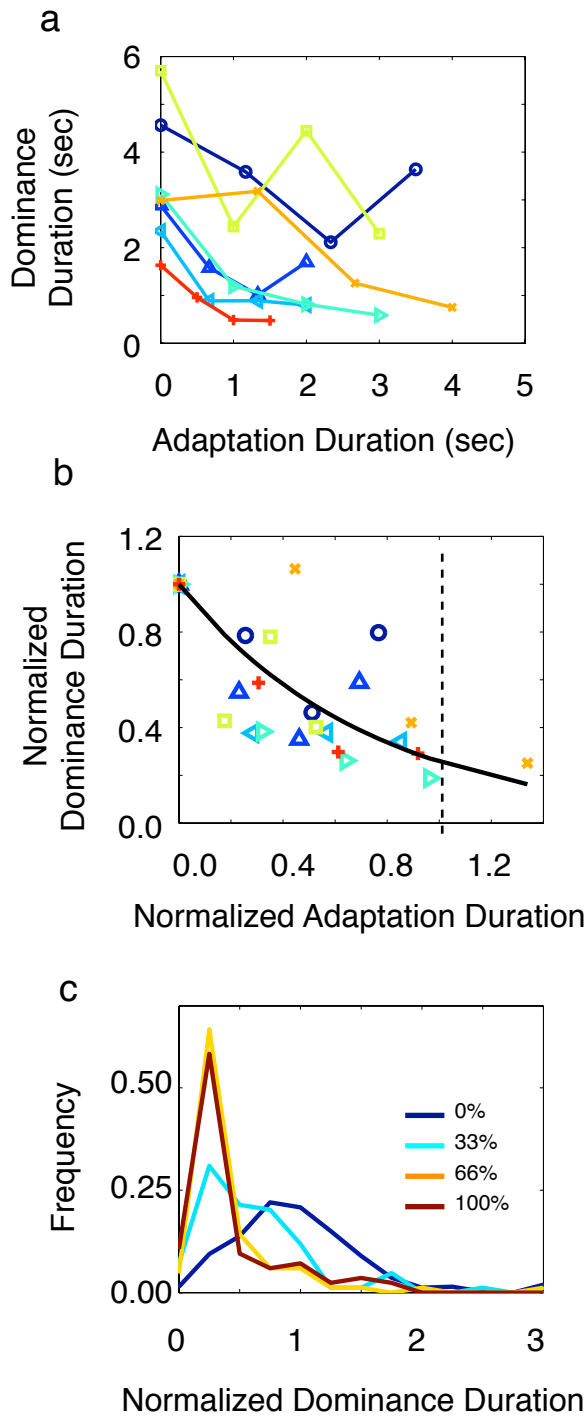 a
6
4
2
0
Dominance
Duration (sec)
0 1 2 3 4 5
Adaptation Duration (sec)
b
1.2
0.8
0.4
0.0
Normalized
Dominance Duration
0.0 0.4 0.8 1.2
Normalized Adaptation Duration
c
0.50
0.25
0.00
Frequency
0%
33%
66%
100%
0 1 2 3
Normalized Dominance Duration